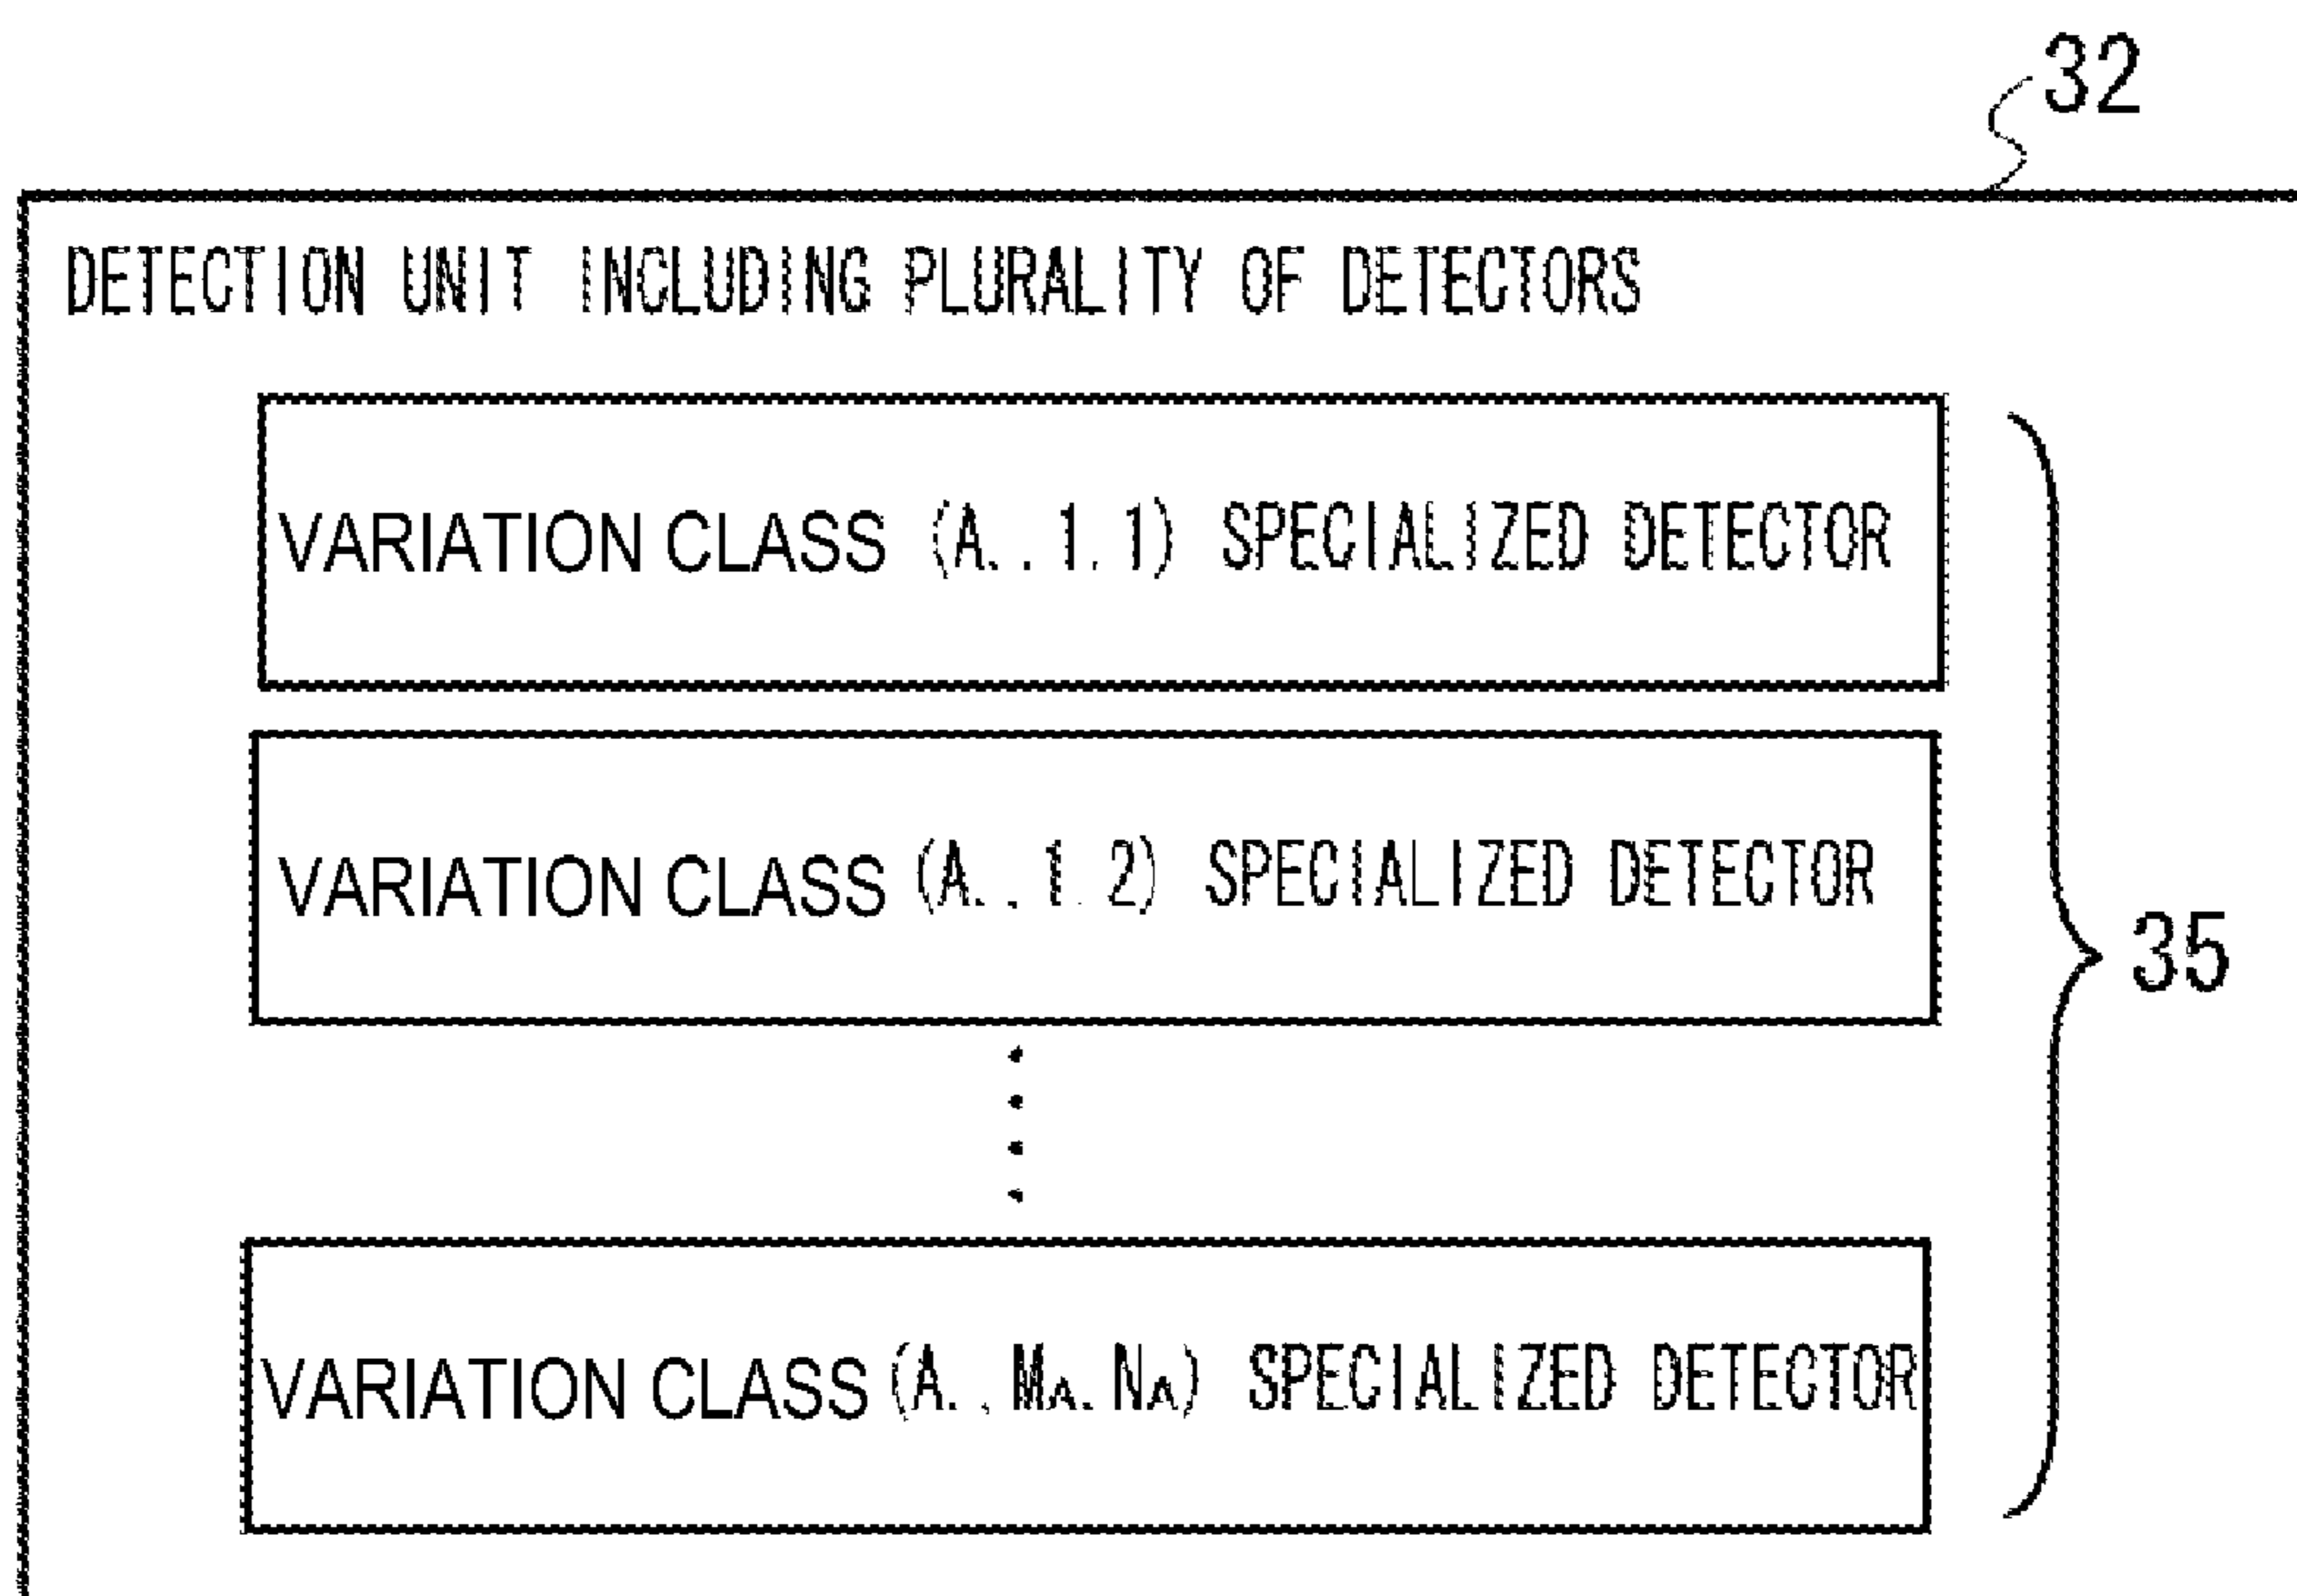 32
DETECTION UNIT INCLUDING PLURALITY OF DETECTORS
VARIATION CLASS (A..1.1) SPECIALIZED DETECTOR
VARIATION CLASS (A..1.2) SPECIALIZED DETECTOR
35
VARIATION CLASS (A..MA.NA) SPECIALIZED DETECTOR